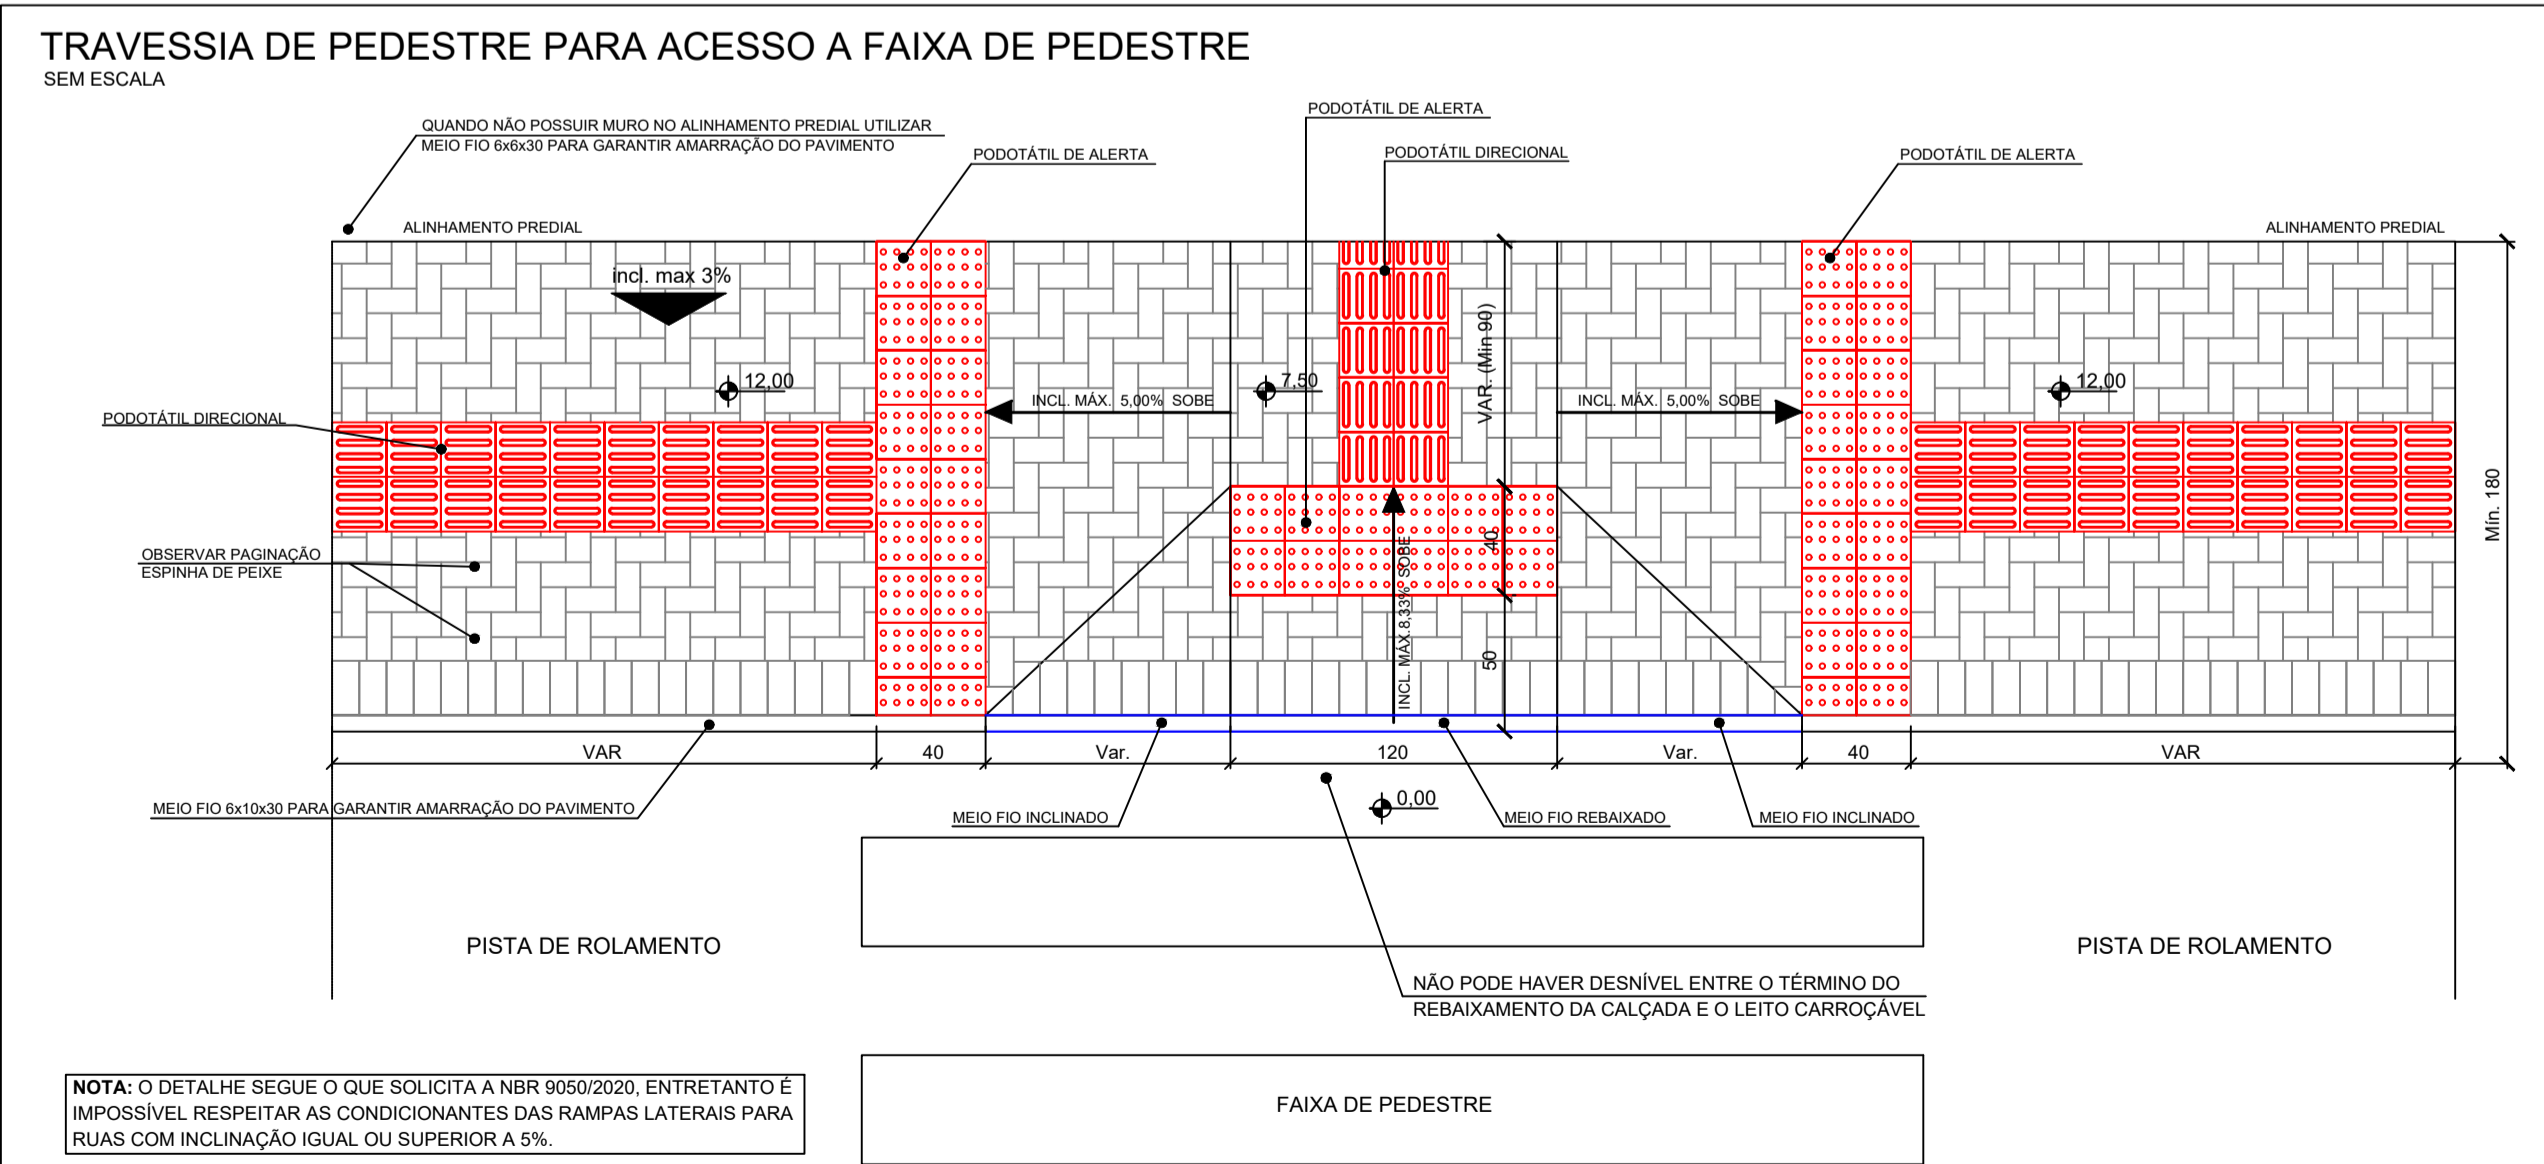 TRAVESSIA DE PEDESTRE PARA ACESSO A FAIXA DE PEDESTRE
SEM ESCALA
QUANDO NÃO POSSUIR MURO NO ALINHAMENTO PREDIAL UTILIZAR
MEIO FIO 6x6x30 PARA GARANTIR AMARRAÇÃO DO PAVIMENTO
PODOTÁTIL DE ALERTA
PODOTÁTIL DE ALERTA
PODOTÁTIL DIRECIONAL
PODOTÁTIL DE ALERTA
ALINHAMENTO PREDIAL
ALINHAMENTO PREDIAL
incl. max 3%
12,00
7,50
12,00
VAR. (Min 90)
INCL. MÁX. 5,00% SOBE
INCL. MÁX. 5,00% SOBE
PODOTÁTIL DIRECIONAL
Mín. 180
40
INCL. MÁX.8,33% SOBE
OBSERVAR PAGINAÇÃO
ESPINHA DE PEIXE
50
VAR
40
Var.
120
Var.
40
VAR
MEIO FIO 6x10x30 PARA GARANTIR AMARRAÇÃO DO PAVIMENTO
0,00
MEIO FIO INCLINADO
MEIO FIO REBAIXADO
MEIO FIO INCLINADO
PISTA DE ROLAMENTO
PISTA DE ROLAMENTO
NÃO PODE HAVER DESNÍVEL ENTRE O TÉRMINO DO
REBAIXAMENTO DA CALÇADA E O LEITO CARROÇÁVEL
NOTA: O DETALHE SEGUE O QUE SOLICITA A NBR 9050/2020, ENTRETANTO É
IMPOSSÍVEL RESPEITAR AS CONDICIONANTES DAS RAMPAS LATERAIS PARA
RUAS COM INCLINAÇÃO IGUAL OU SUPERIOR A 5%.
FAIXA DE PEDESTRE